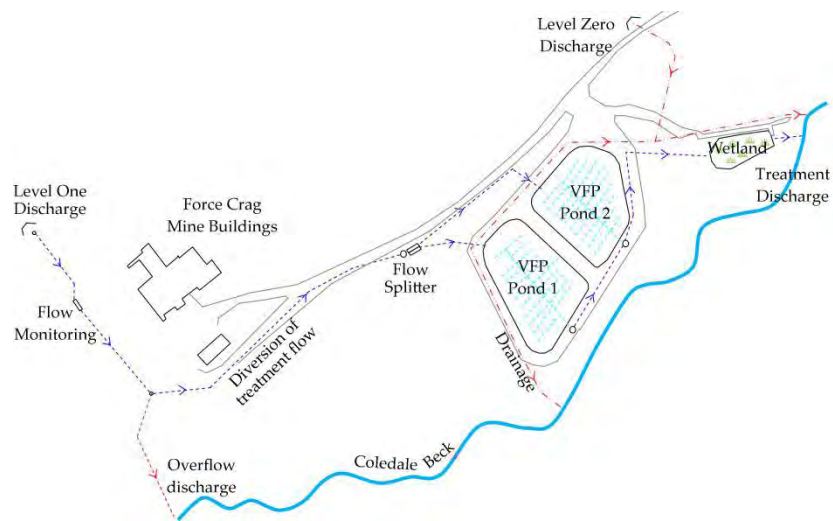 Level Zero
Discharge
Wetland
Treatment
Discharge
Level One
Discharge
Force Crag
Mine Buildings
VFP
Pond 2
Flow
Splitter
VFP
Pond 1
Flow
Monitoring
Diversion of
treatment flow
Drainage
Overflow
discharge
Coledale Beck